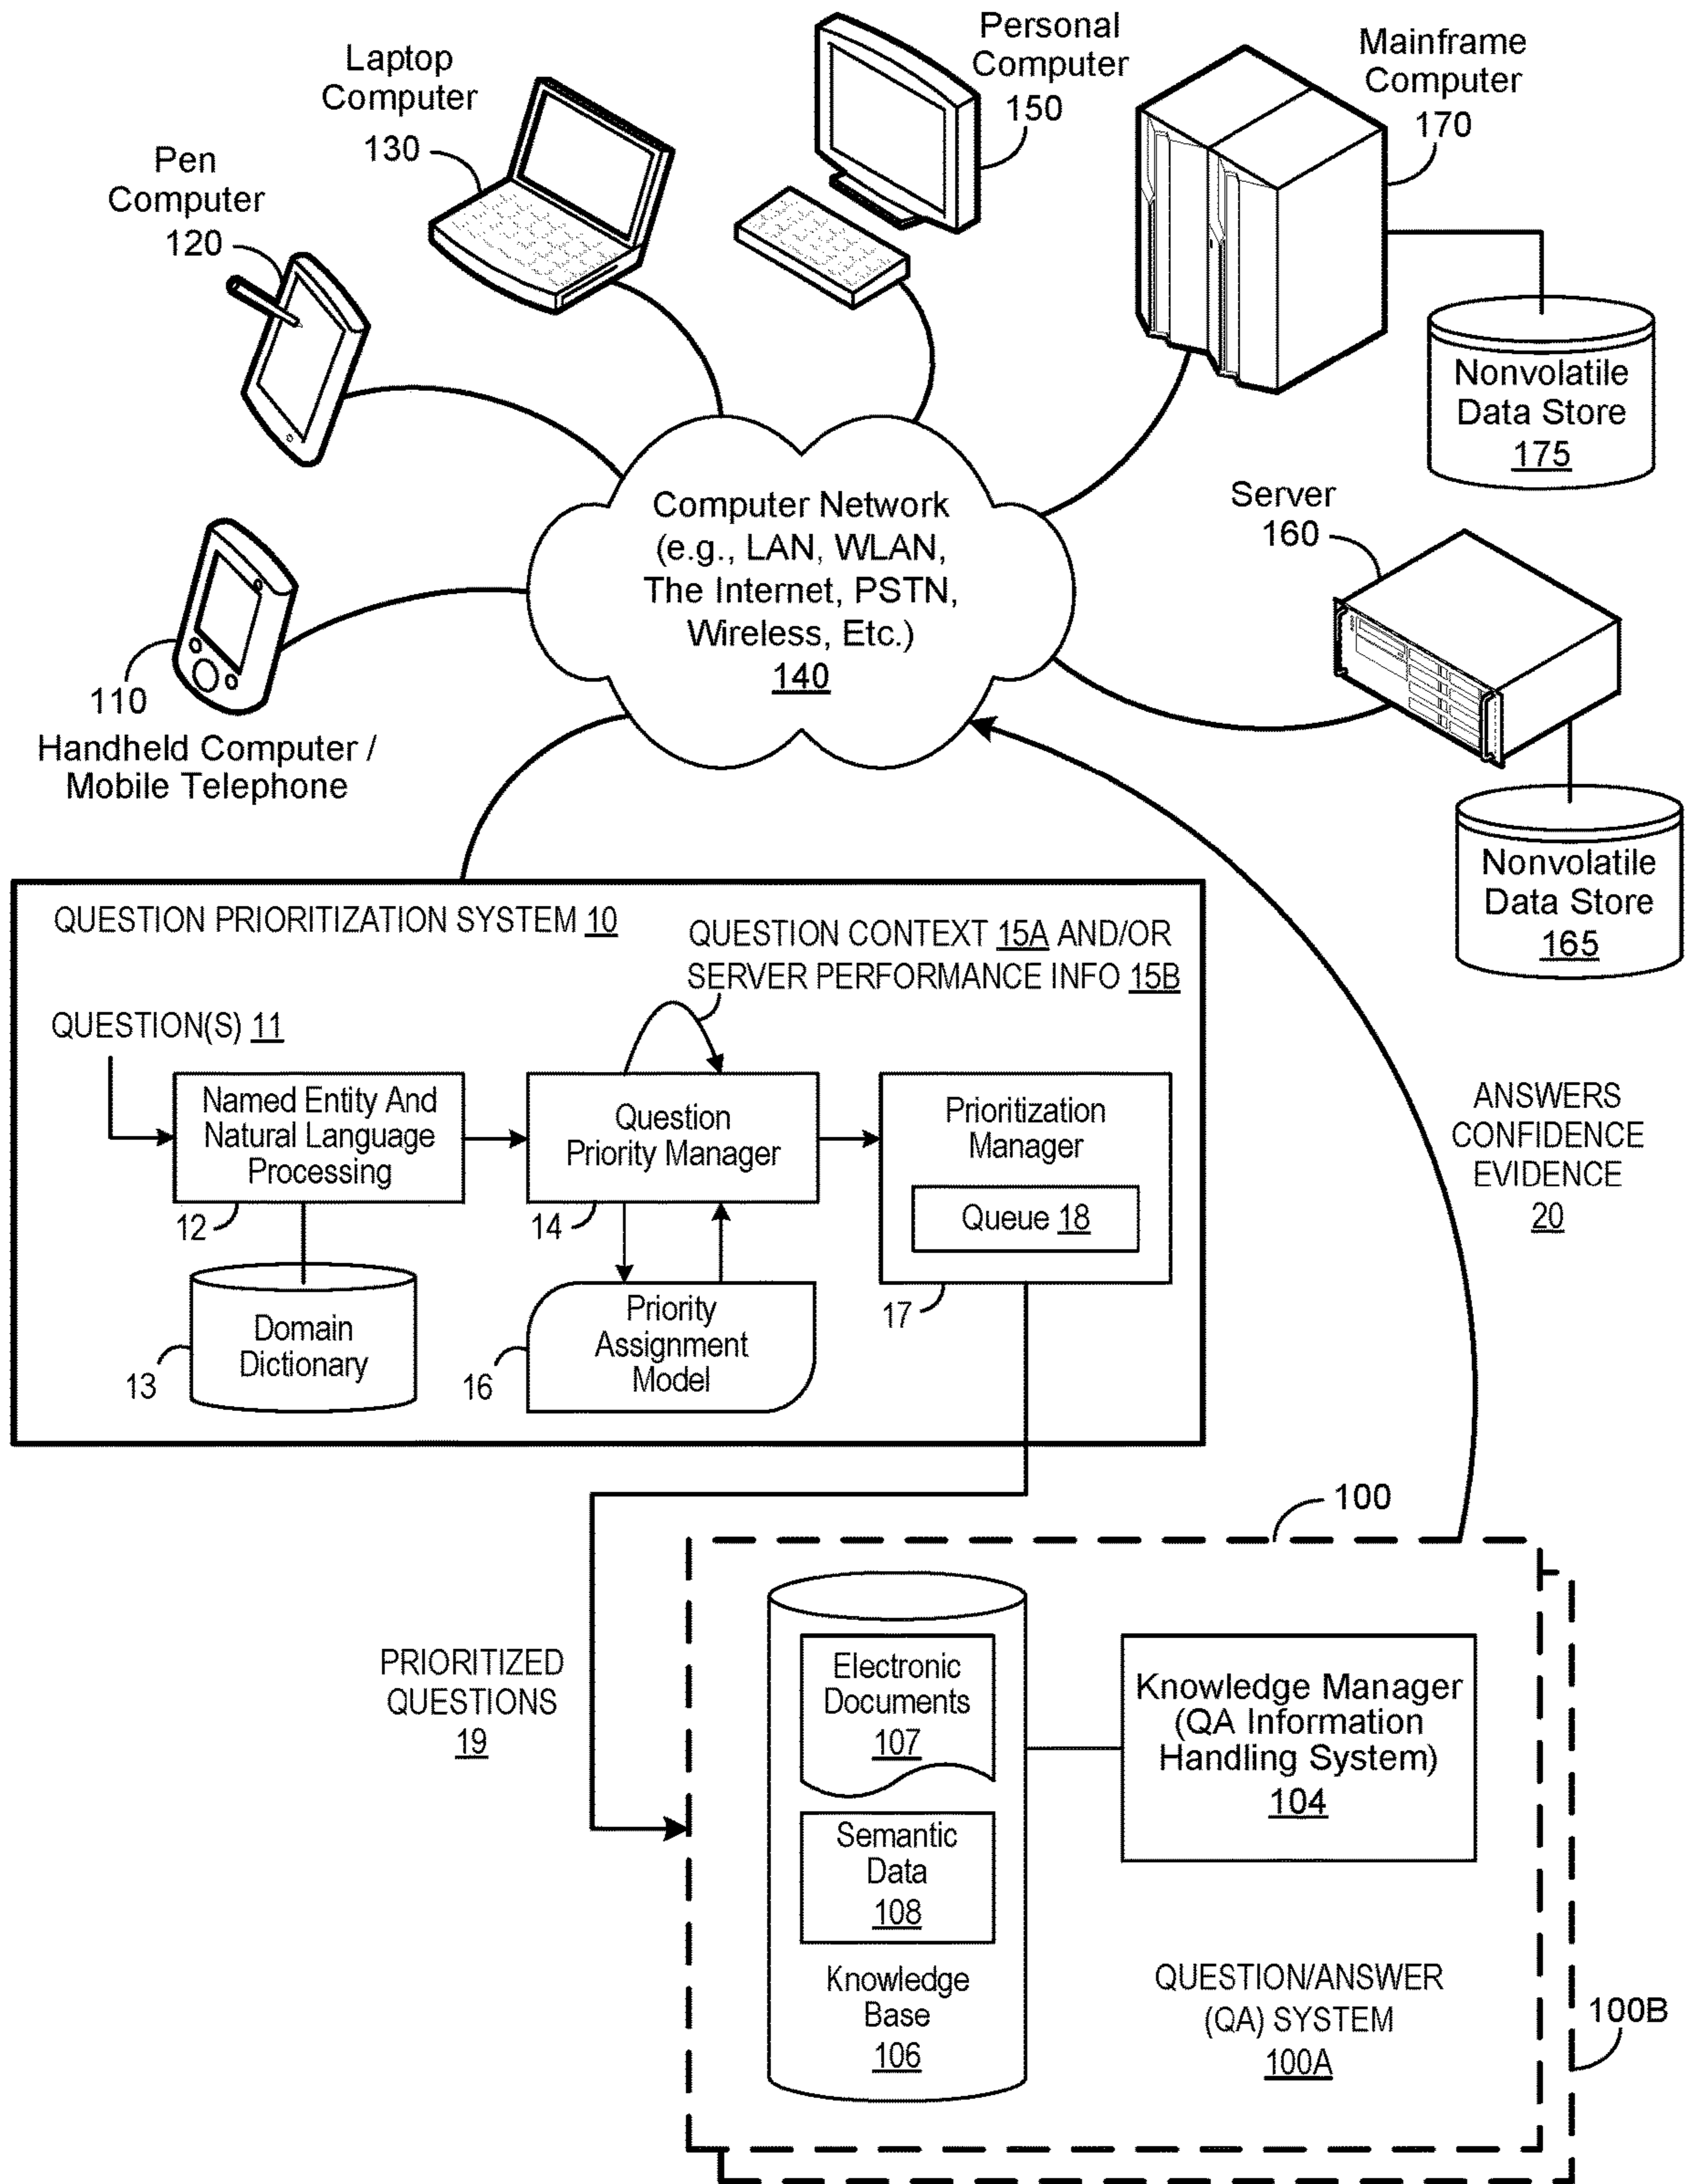 Laptop
Computer
130
Personal
Computer
150
Mainframe
Computer
170
Pen
Computer
120
Nonvolatile
Data Store
175
Computer Network
(e.g., LAN, WLAN,
The Internet, PSTN,
Wireless, Etc.)
140
Server
160
110
Handheld Computer /
Mobile Telephone
Nonvolatile
Data Store
165
QUESTION PRIORITIZATION SYSTEM 10
QUESTION CONTEXT 15A AND/OR
SERVER PERFORMANCE INFO 15B
QUESTION(S) 11
Named Entity And
Natural Language
Processing
12
Question
Priority Manager
14
Prioritization
Manager
Queue 18
17
Domain
Dictionary
13
Priority
Assignment
Model
16
ANSWERS
CONFIDENCE
EVIDENCE
20
100
PRIORITIZED
QUESTIONS
19
Electronic
Documents
107
Semantic
Data
108
Knowledge
Base
106
Knowledge Manager
(QA Information
Handling System)
104
QUESTION/ANSWER
(QA) SYSTEM
100A
100B